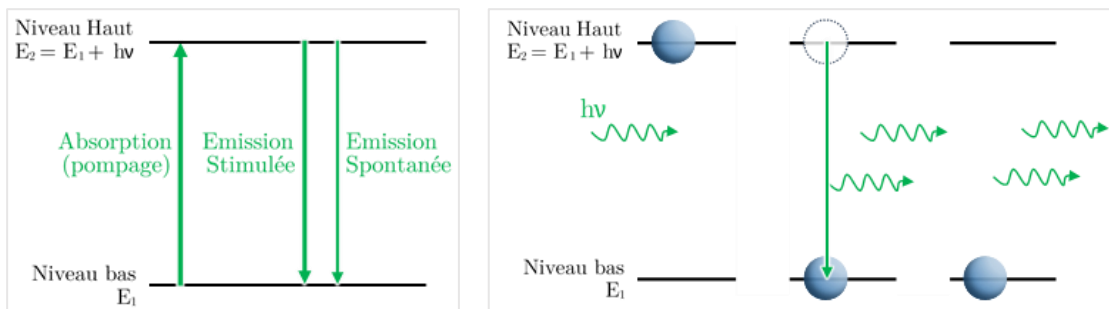 Niveau Haut
E₂ = E₁ + hν
Absorption
(pompage)
Emission
Stimulée
Emission
Spontanée
Niveau bas
E₁
Niveau Haut
E₂ = E₁ + hν
hν
Niveau bas
E₁